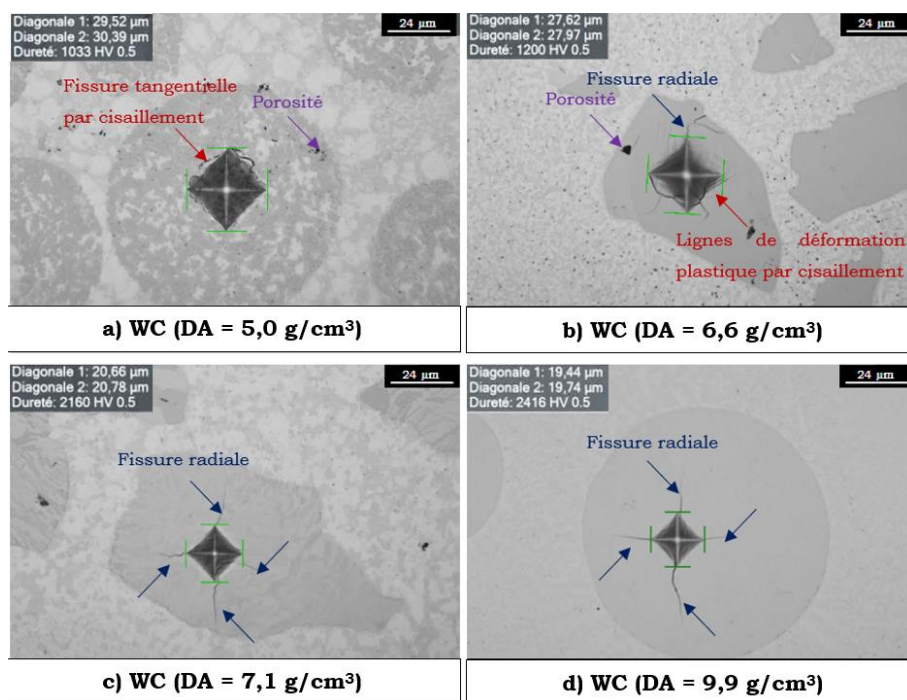 Diagonale 1: 29,52 µm
Diagonale 2: 30,39 µm
Dureté: 1033 HV 0.5
24 µm
Fissure tangentielle
par cisaillement
Porosité
a) WC (DA = 5,0 g/cm³)
Diagonale 1: 27,62 µm
Diagonale 2: 27,97 µm
Dureté: 1200 HV 0.5
24 µm
Fissure radiale
Porosité
Lignes de déformation
plastique par cisaillement
b) WC (DA = 6,6 g/cm³)
Diagonale 1: 20,66 µm
Diagonale 2: 20,78 µm
Dureté: 2160 HV 0.5
24 µm
Fissure radiale
c) WC (DA = 7,1 g/cm³)
Diagonale 1: 19,44 µm
Diagonale 2: 19,74 µm
Dureté: 2416 HV 0.5
24 µm
Fissure radiale
d) WC (DA = 9,9 g/cm³)